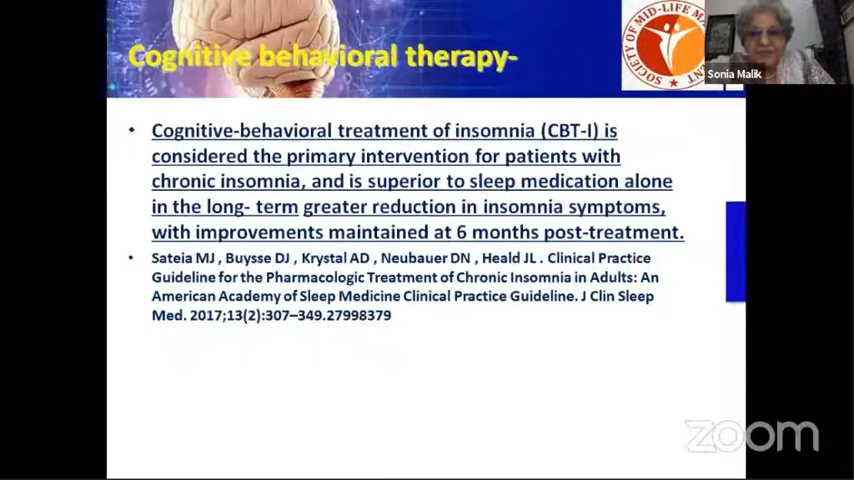 Cognitive behavioral therapy-
SOCIETY OF MID-LIFE MA
Sonia Malik
• Cognitive-behavioral treatment of insomnia (CBT-I) is
considered the primary intervention for patients with
chronic insomnia, and is superior to sleep medication alone
in the long- term greater reduction in insomnia symptoms,
with improvements maintained at 6 months post-treatment.
• Sateia MJ , Buysse DJ , Krystal AD , Neubauer DN , Heald JL . Clinical Practice
Guideline for the Pharmacologic Treatment of Chronic Insomnia in Adults: An
American Academy of Sleep Medicine Clinical Practice Guideline. J Clin Sleep
Med. 2017;13(2):307–349.27998379
zoom